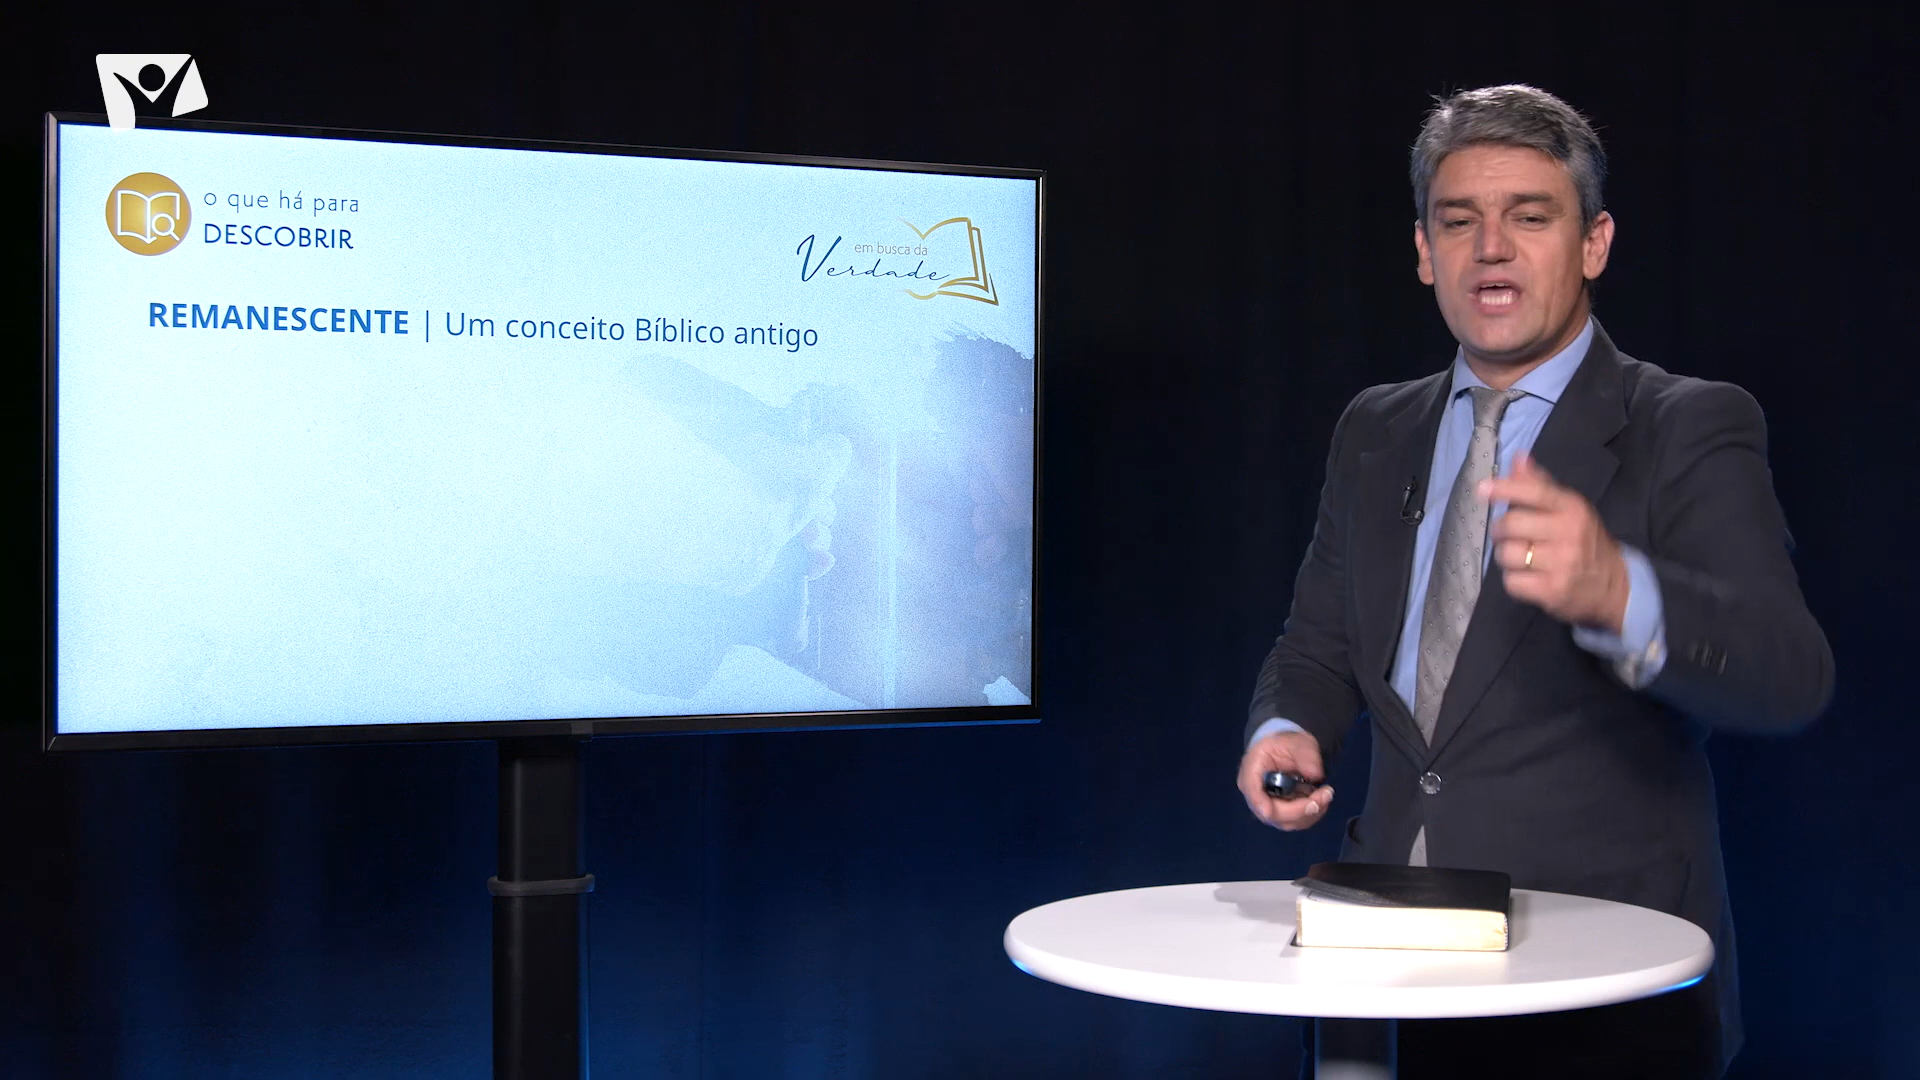 o que há para
DESCOBRIR
em busca da
Verdade
REMANESCENTE | Um conceito Bíblico antigo